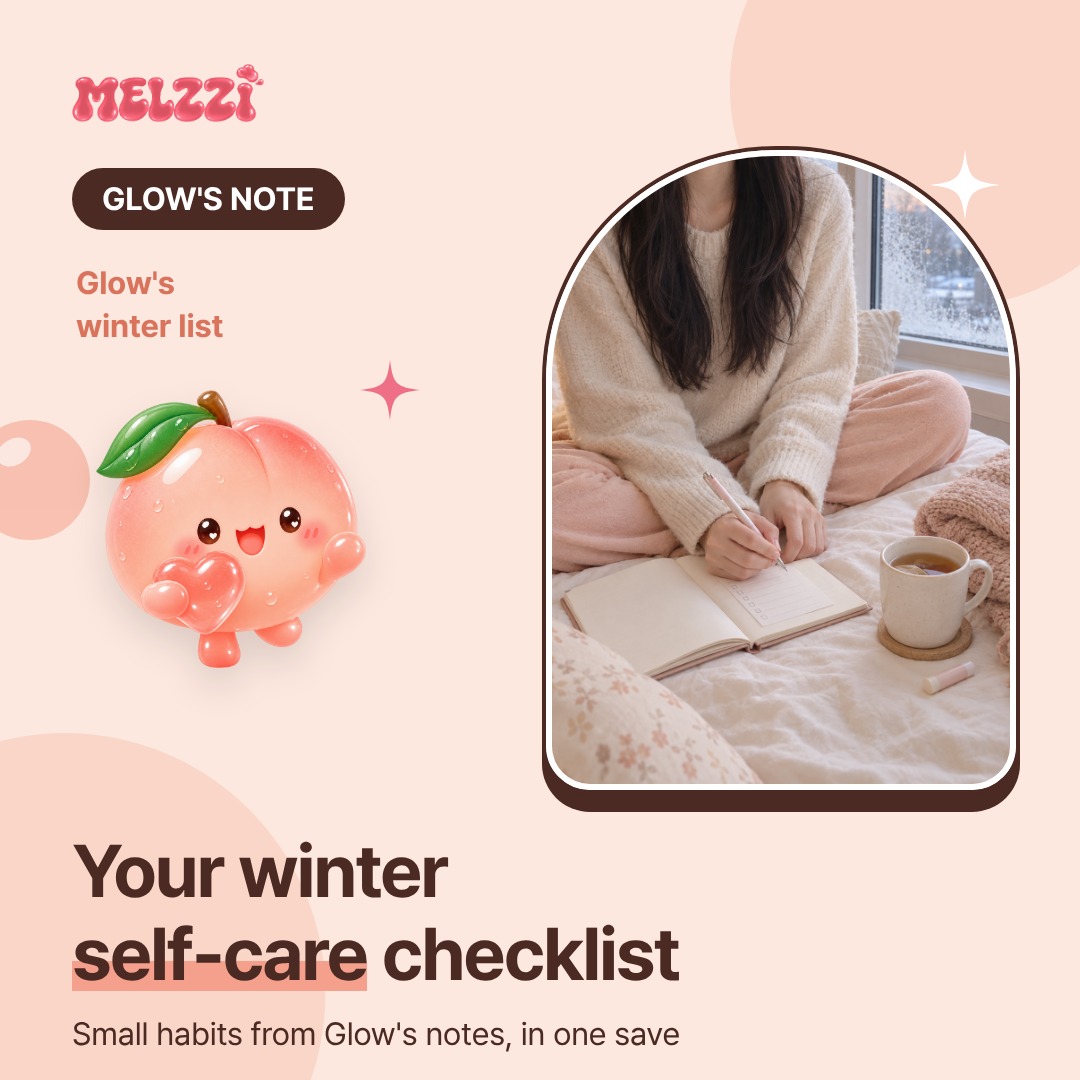 MELZZI
GLOW'S NOTE
Glow's
winter list
Your winter
self-care checklist
Small habits from Glow's notes, in one save